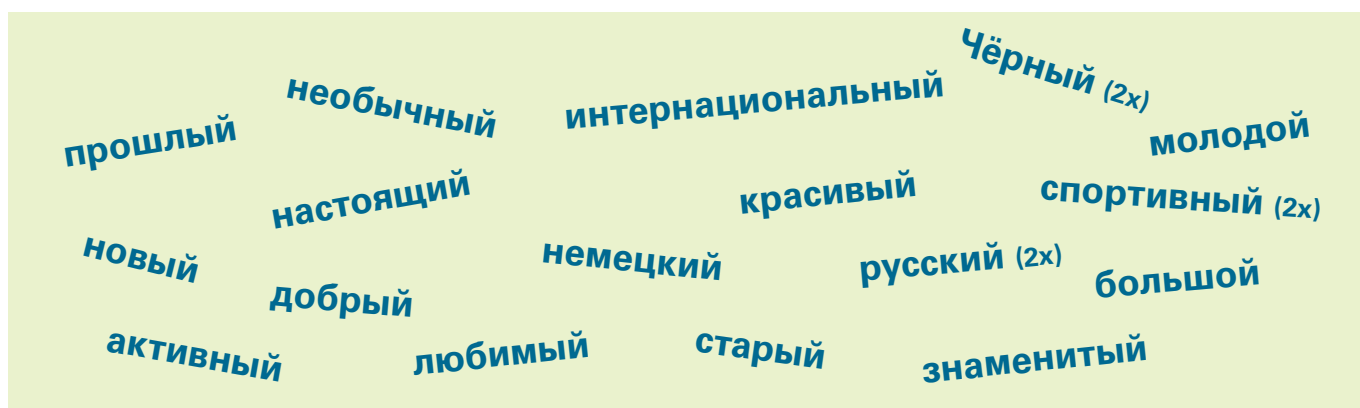 Чёрный (2x)
необычный
интернациональный
прошлый
молодой
настоящий
красивый
спортивный (2x)
новый
немецкий
русский (2x)
большой
добрый
активный
любимый
старый
знаменитый